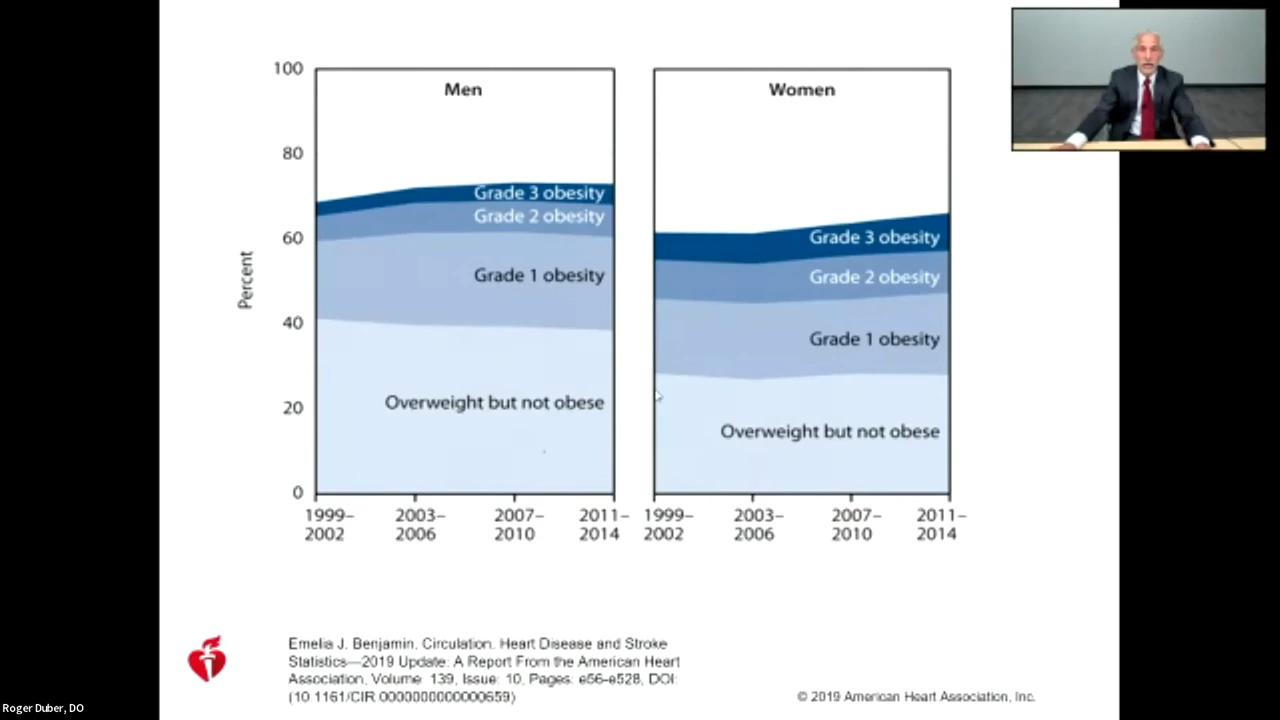 Men
Women
100
80
60
40
20
0
Percent
Grade 3 obesity
Grade 2 obesity
Grade 1 obesity
Overweight but not obese
Grade 3 obesity
Grade 2 obesity
Grade 1 obesity
Overweight but not obese
1999–
2002
2003–
2006
2007–
2010
2011–
2014
1999–
2002
2003–
2006
2007–
2010
2011–
2014
Emelia J. Benjamin. Circulation. Heart Disease and Stroke
Statistics—2019 Update: A Report From the American Heart
Association, Volume: 139, Issue: 10, Pages: e56-e528, DOI:
(10.1161/CIR.0000000000000659)
© 2019 American Heart Association, Inc.
Roger Duber, DO